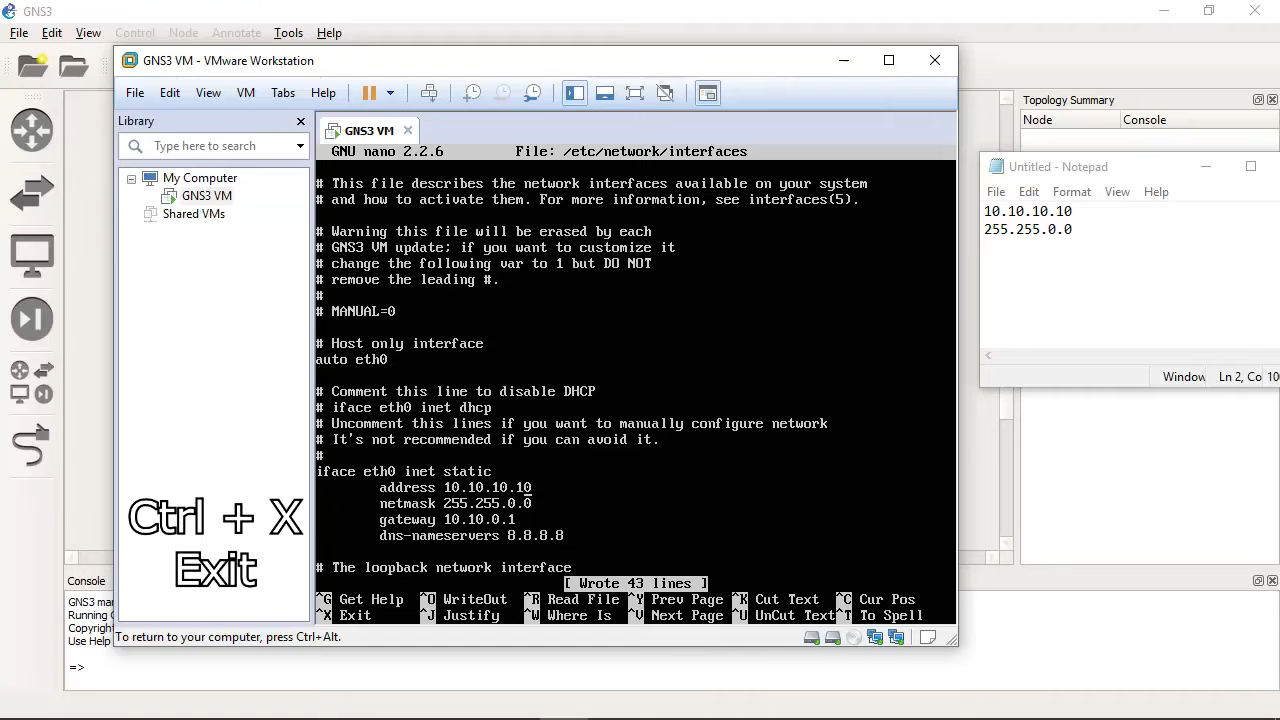 GNS3
File Edit View Control Node Annotate Tools Help
GNS3 VM - VMware Workstation
File Edit View VM Tabs Help
Library
Type here to search
My Computer
GNS3 VM
Shared VMs
GNS3 VM
GNU nano 2.2.6 File: /etc/network/interfaces
# This file describes the network interfaces available on your system
# and how to activate them. For more information, see interfaces(5).
# Warning this file will be erased by each
# GNS3 VM update; if you want to customize it
# change the following var to 1 but DO NOT
# remove the leading #.
#
# MANUAL=0
# Host only interface
auto eth0
# Comment this line to disable DHCP
# iface eth0 inet dhcp
# Uncomment this lines if you want to manually configure network
# It's not recommended if you can avoid it.
#
iface eth0 inet static
address 10.10.10.10
netmask 255.255.0.0
gateway 10.10.0.1
dns-nameservers 8.8.8.8
# The loopback network interface
[ Wrote 43 lines ]
^G Get Help ^O WriteOut ^R Read File ^Y Prev Page ^K Cut Text ^C Cur Pos
^X Exit ^J Justify ^W Where Is ^V Next Page ^U UnCut Text ^T To Spell
To return to your computer, press Ctrl+Alt.
Ctrl + X
Exit
Topology Summary
Node Console
Untitled - Notepad
File Edit Format View Help
10.10.10.10
255.255.0.0
Window Ln 2, Co 10
Console
GNS3 ma
Running
Copyright
Use Help
=>